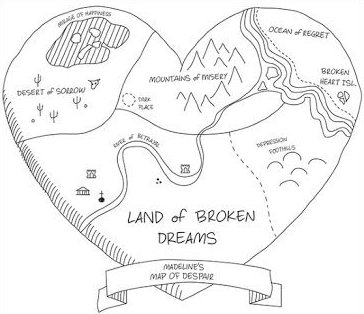 MIRAGE OF HAPPINESS
OCEAN of REGRET
MOUNTAINS of MISERY
BROKEN
HEART ISL.
DESERT of SORROW
DARK
PLACE
RIVER of BETRAYAL
DEPRESSION
FOOTHILLS
LAND of BROKEN
DREAMS
MADELINE'S
MAP OF DESPAIR